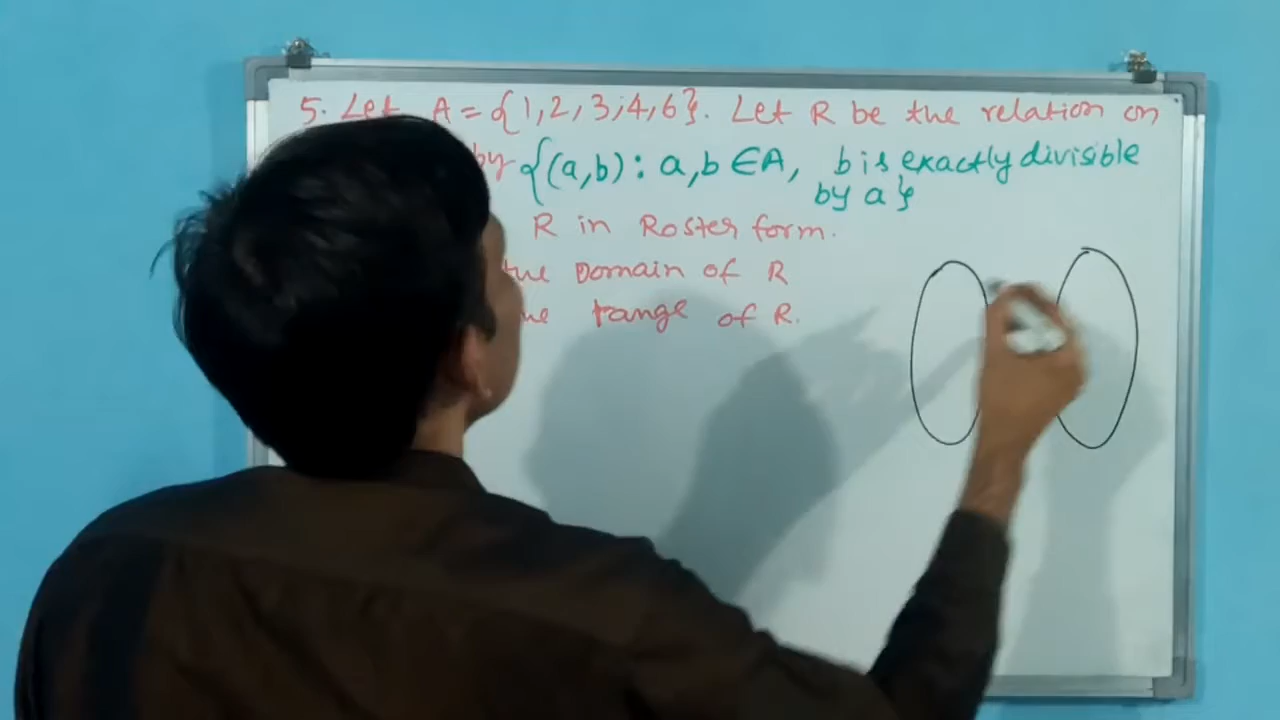 5. Let A = {1, 2, 3, 4, 6}. Let R be the relation on
by {(a,b) : a,b ∈ A, b is exactly divisible
by a}
R in Roster form.
the Domain of R
range of R.